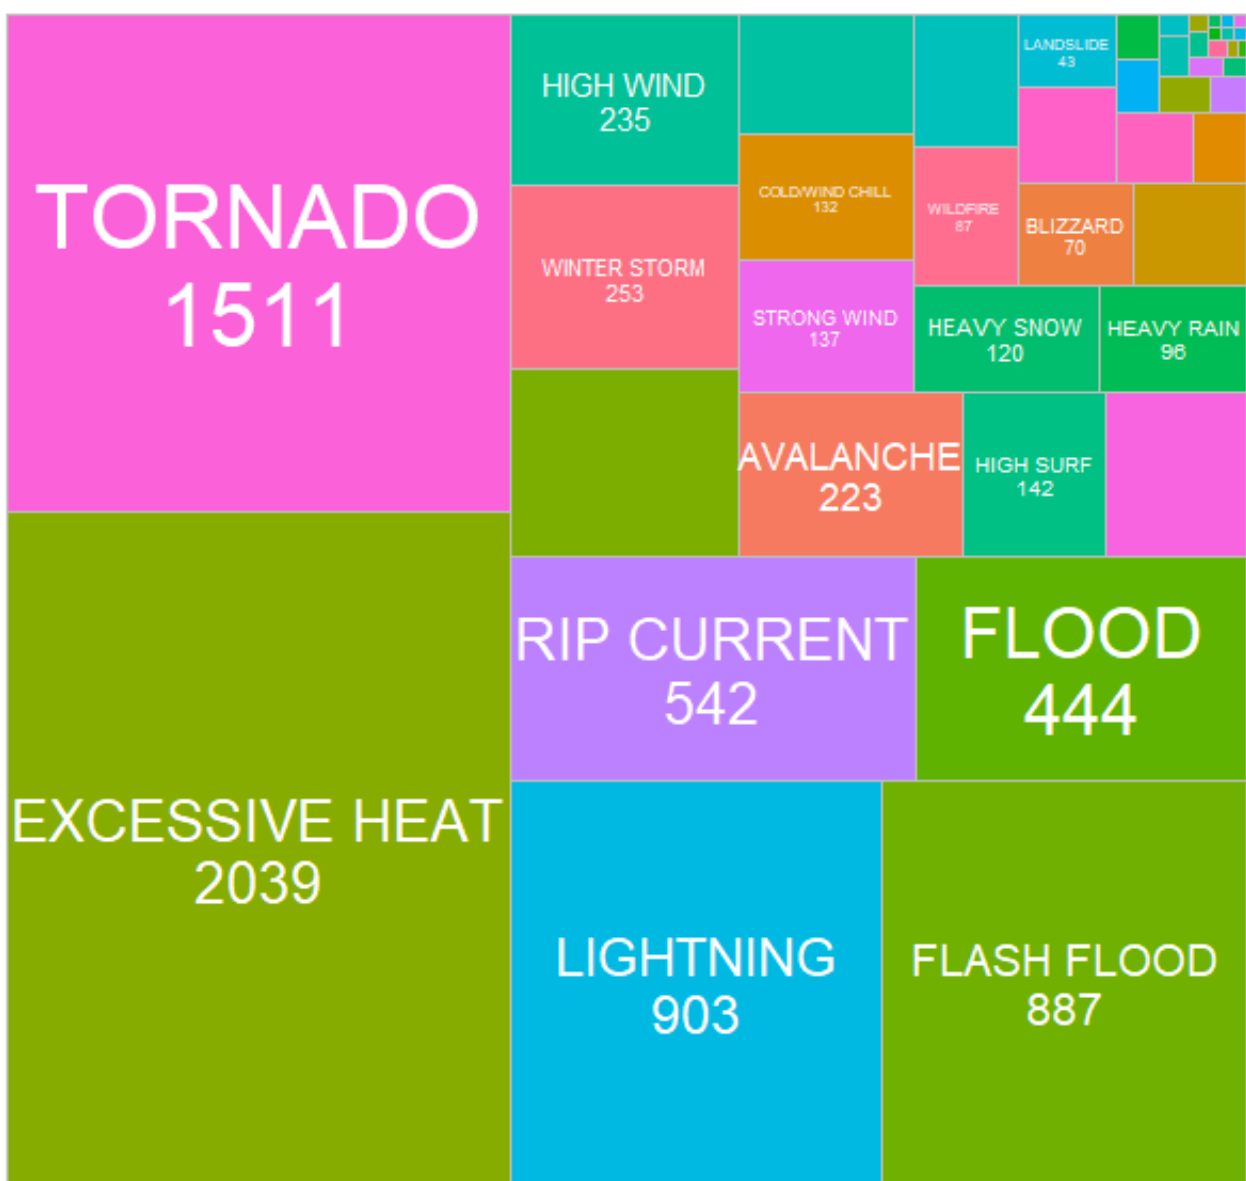 TORNADO
1511
EXCESSIVE HEAT
2039
HIGH WIND
235
WINTER STORM
253
COLD/WIND CHILL
132
STRONG WIND
137
AVALANCHE
223
HIGH SURF
142
LANDSLIDE
43
WILDFIRE
87
BLIZZARD
70
HEAVY SNOW
120
HEAVY RAIN
96
RIP CURRENT
542
FLOOD
444
LIGHTNING
903
FLASH FLOOD
887